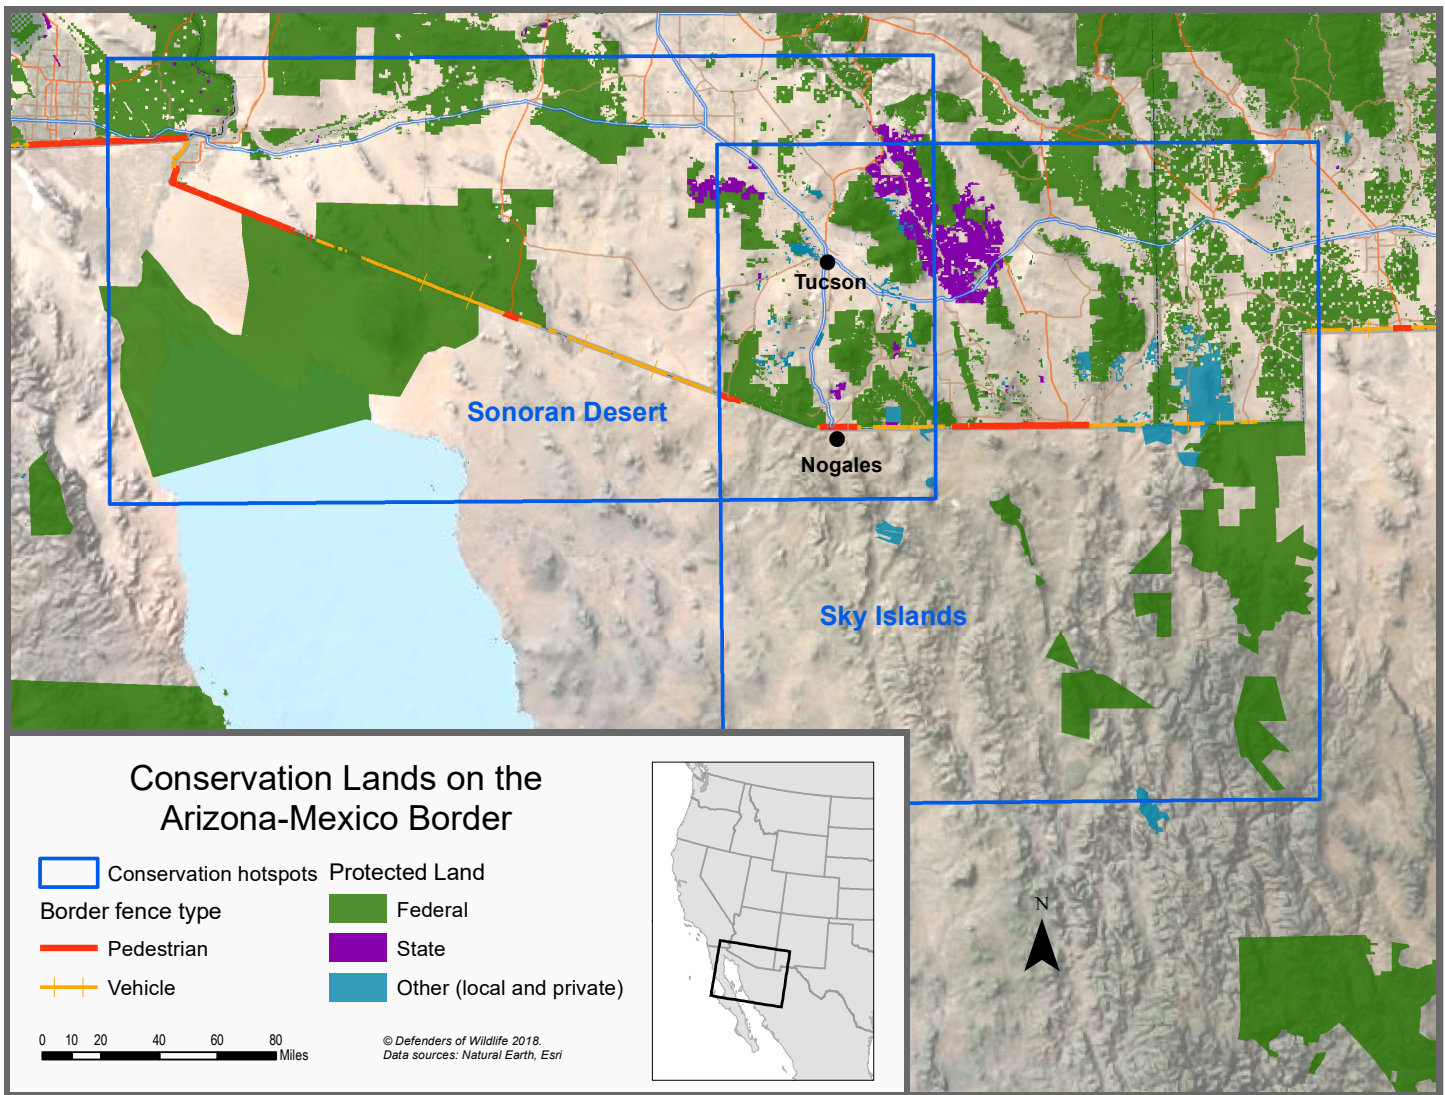 Tucson
Sonoran Desert
Nogales
Sky Islands
Conservation Lands on the
Arizona-Mexico Border
Conservation hotspots
Border fence type
Pedestrian
Vehicle
Protected Land
Federal
State
Other (local and private)
0 10 20 40 60 80
Miles
© Defenders of Wildlife 2018.
Data sources: Natural Earth, Esri
N